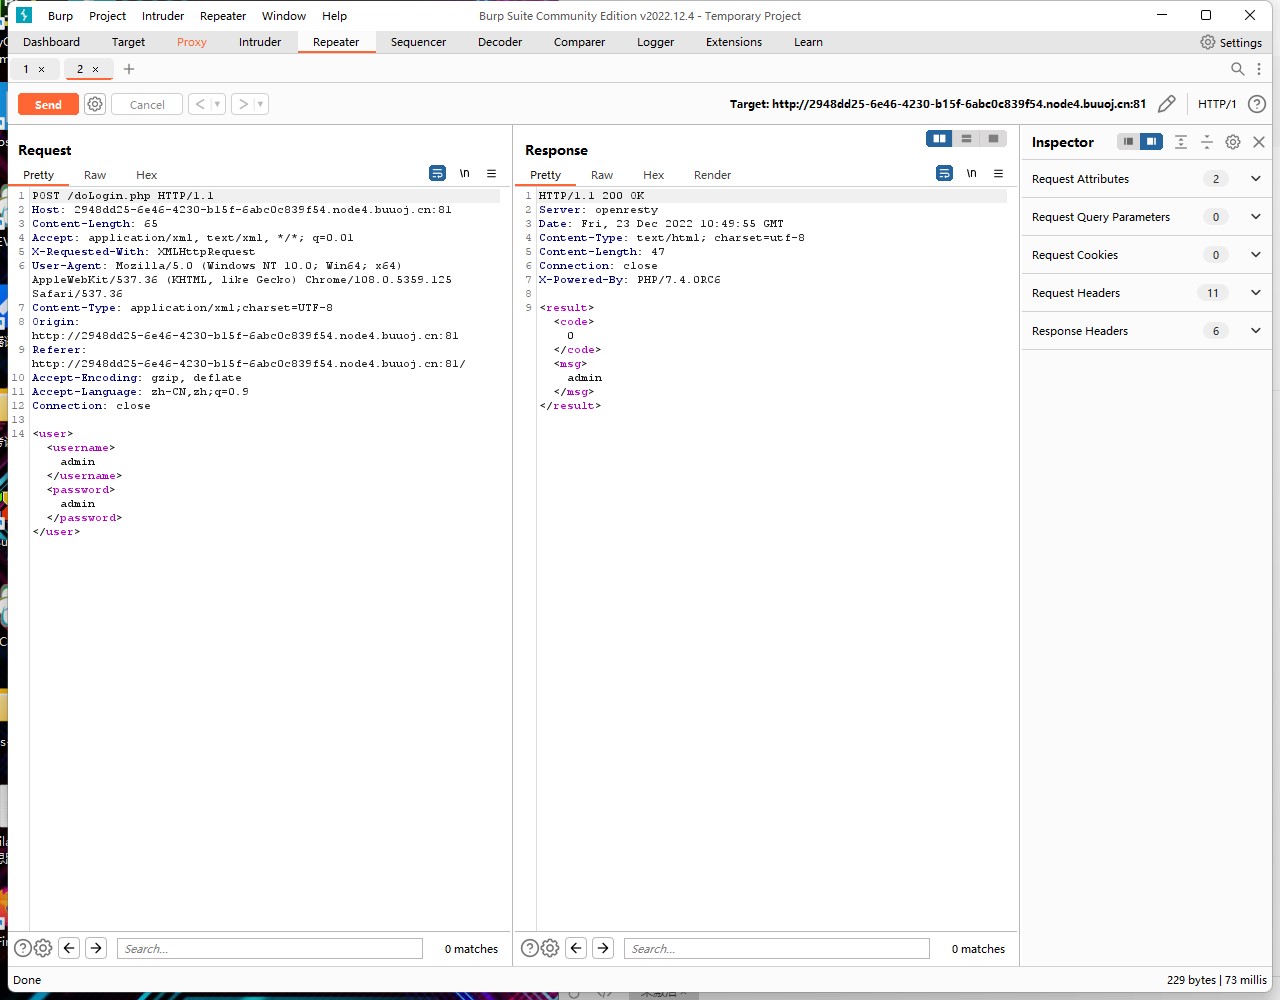 Burp Project Intruder Repeater Window Help
Burp Suite Community Edition v2022.12.4 - Temporary Project
Dashboard Target Proxy Intruder Repeater Sequencer Decoder Comparer Logger Extensions Learn
Settings
1 × 2 × +
Send Cancel < >
Target: http://2948dd25-6e46-4230-b15f-6abc0c839f54.node4.buuoj.cn:81
HTTP/1
Request
Pretty Raw Hex
\n
1 POST /doLogin.php HTTP/1.1
2 Host: 2948dd25-6e46-4230-b15f-6abc0c839f54.node4.buuoj.cn:81
3 Content-Length: 65
4 Accept: application/xml, text/xml, */*; q=0.01
5 X-Requested-With: XMLHttpRequest
6 User-Agent: Mozilla/5.0 (Windows NT 10.0; Win64; x64)
AppleWebKit/537.36 (KHTML, like Gecko) Chrome/108.0.5359.125
Safari/537.36
7 Content-Type: application/xml;charset=UTF-8
8 Origin:
http://2948dd25-6e46-4230-b15f-6abc0c839f54.node4.buuoj.cn:81
9 Referer:
http://2948dd25-6e46-4230-b15f-6abc0c839f54.node4.buuoj.cn:81/
10 Accept-Encoding: gzip, deflate
11 Accept-Language: zh-CN,zh;q=0.9
12 Connection: close
13
14 <user>
<username>
admin
</username>
<password>
admin
</password>
</user>
Search...
0 matches
Response
Pretty Raw Hex Render
\n
1 HTTP/1.1 200 OK
2 Server: openresty
3 Date: Fri, 23 Dec 2022 10:49:55 GMT
4 Content-Type: text/html; charset=utf-8
5 Content-Length: 47
6 Connection: close
7 X-Powered-By: PHP/7.4.0RC6
8
9 <result>
<code>
0
</code>
<msg>
admin
</msg>
</result>
Search...
0 matches
Inspector
Request Attributes 2
Request Query Parameters 0
Request Cookies 0
Request Headers 11
Response Headers 6
Done
229 bytes | 73 millis